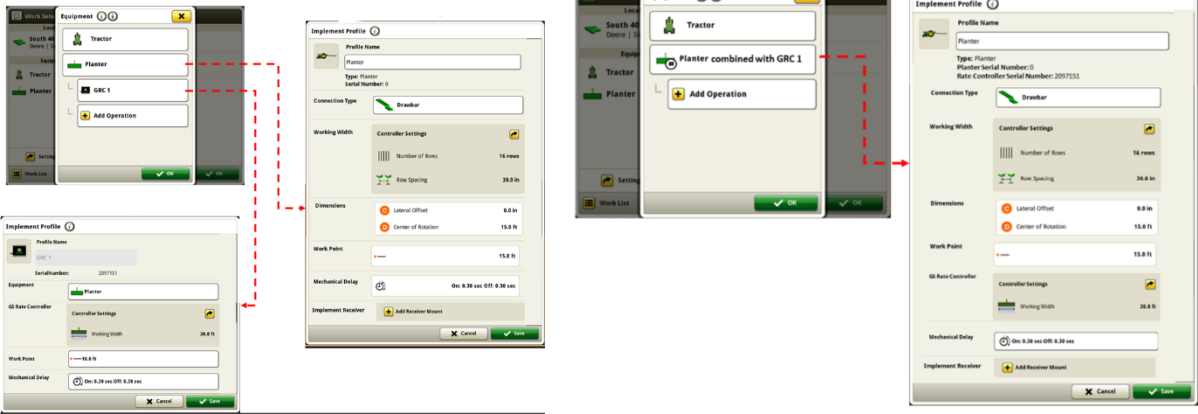 Work Setu
Equipment
Tractor
Planter
GRC 1
Add Operation
OK
Loca
South 40
Deere | S
Equip
Tractor
Planter
Setting
Work List
OK
Implement Profile
Profile Name
Planter
Type: Planter
Serial Number: 0
Connection Type
Drawbar
Working Width
Controller Settings
Number of Rows 16 rows
Row Spacing 30.0 in
Dimensions
C Lateral Offset 0.0 in
D Center of Rotation 15.0 ft
Work Point
15.0 ft
Mechanical Delay
On: 0.30 sec Off: 0.30 sec
Implement Receiver
Add Receiver Mount
Cancel Save
Implement Profile
Profile Name
GRC 1
Serial Number: 2097151
Equipment
Planter
GS Rate Controller
Controller Settings
Working Width 30.0 ft
Work Point
10.0 ft
Mechanical Delay
On: 0.30 sec Off: 0.30 sec
Cancel Save
Loca
South 40
Deere | S
Equip
Tractor
Planter
Setting
Work List
OK
Tractor
Planter combined with GRC 1
Add Operation
OK
Implement Profile
Profile Name
Planter
Type: Planter
Planter Serial Number: 0
Rate Controller Serial Number: 2097151
Connection Type
Drawbar
Working Width
Controller Settings
Number of Rows 16 rows
Row Spacing 30.0 in
Dimensions
C Lateral Offset 0.0 in
D Center of Rotation 15.0 ft
Work Point
15.0 ft
GS Rate Controller
Controller Settings
Working Width
Mechanical Delay
On: 0.30 sec Off: 0.30 sec
Implement Receiver
Add Receiver Mount
Cancel Save